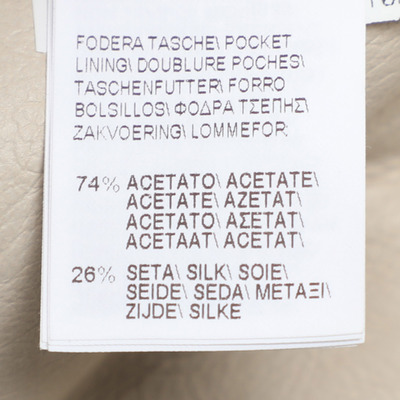 FODERA TASCHE\ POCKET
LINING\ DOUBLURE POCHES\
TASCHENFUTTER\ FORRO
BOLSILLOS\ ΦΟΔΡΑ ΤΣΕΠΗΣ\
ZAKVOERING\ LOMMEFOR:
74% ACETATO\ ACETATE\
ACETATE\ AZETAT\
ACETATO\ ΑΣΕΤΑΤ\
ACETAAT\ ACETAT\
26% SETA\ SILK\ SOIE\
SEIDE\ SEDA\ ΜΕΤΑΞΙ\
ZIJDE\ SILKE